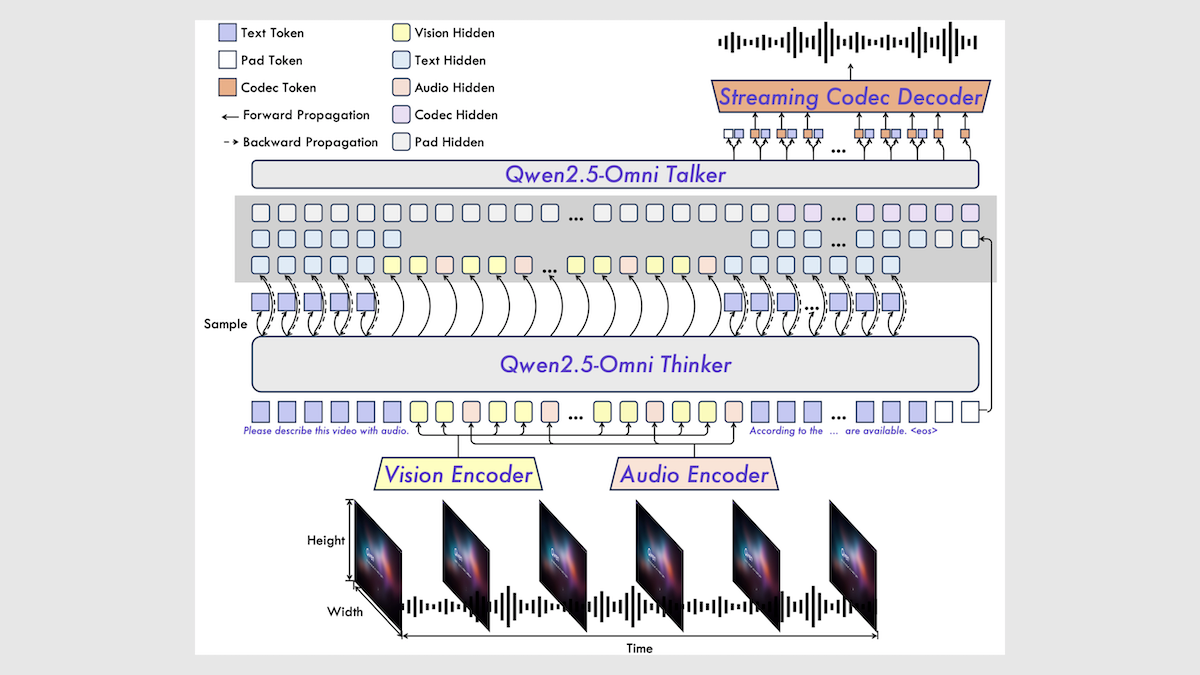 Text Token
Vision Hidden
Pad Token
Text Hidden
Codec Token
Audio Hidden
Forward Propagation
Codec Hidden
Backward Propagation
Pad Hidden
Streaming Codec Decoder
...
Qwen2.5-Omni Talker
... ...
...
...
...
Sample
Qwen2.5-Omni Thinker
... ...
Please describe this video with audio.
According to the ... are available. <eos>
Vision Encoder
Audio Encoder
Height
Width
Time